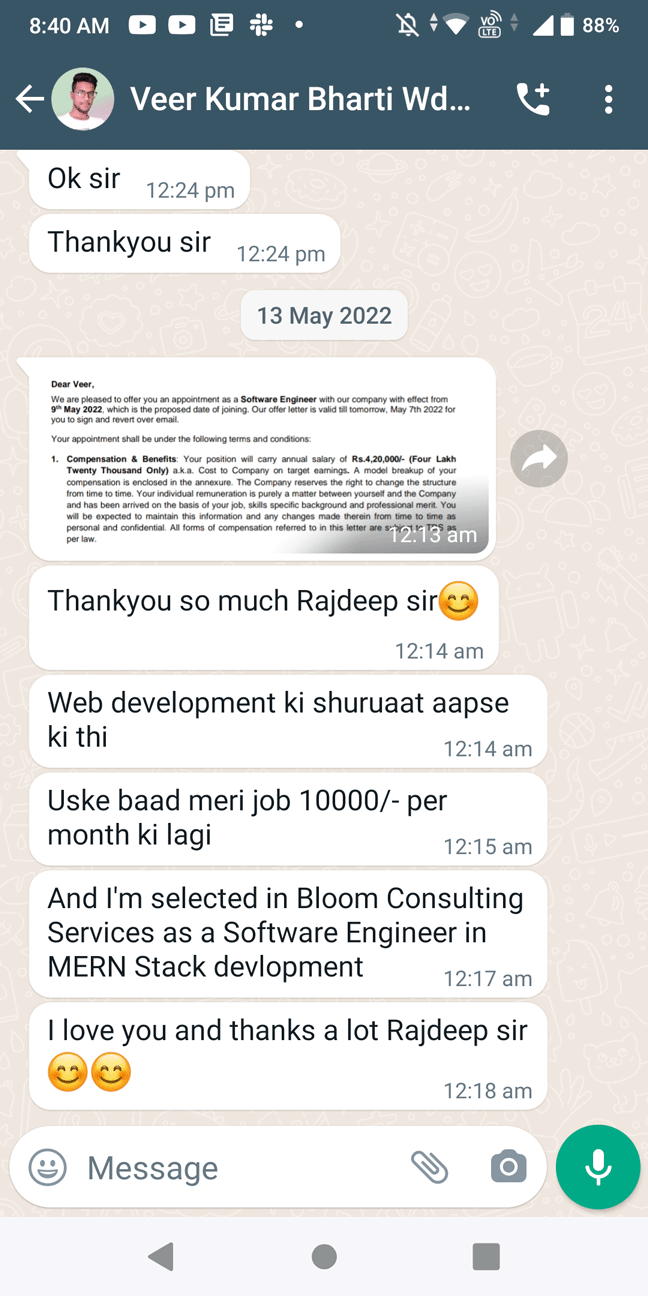 8:40 AM
VO
LTE
88%
Veer Kumar Bharti Wd...
Ok sir
12:24 pm
Thankyou sir
12:24 pm
13 May 2022
Dear Veer,
We are pleased to offer you an appointment as a Software Engineer with our company with effect from
9th May 2022, which is the proposed date of joining. Our offer letter is valid till tomorrow, May 7th 2022 for
you to sign and revert over email.
Your appointment shall be under the following terms and conditions:
1. Compensation & Benefits: Your position will carry annual salary of Rs.4,20,000/- (Four Lakh
Twenty Thousand Only) a.k.a. Cost to Company on target earnings. A model breakup of your
compensation is enclosed in the annexure. The Company reserves the right to change the structure
from time to time. Your individual remuneration is purely a matter between yourself and the Company
and has been arrived on the basis of your job, skills specific background and professional merit. You
will be expected to maintain this information and any changes made therein from time to time as
personal and confidential. All forms of compensation referred to in this letter are subject to TDS as
per law.
12:13 am
Thankyou so much Rajdeep sir😊
12:14 am
Web development ki shuruaat aapse
ki thi
12:14 am
Uske baad meri job 10000/- per
month ki lagi
12:15 am
And I'm selected in Bloom Consulting
Services as a Software Engineer in
MERN Stack devlopment
12:17 am
I love you and thanks a lot Rajdeep sir
😊😊
12:18 am
Message